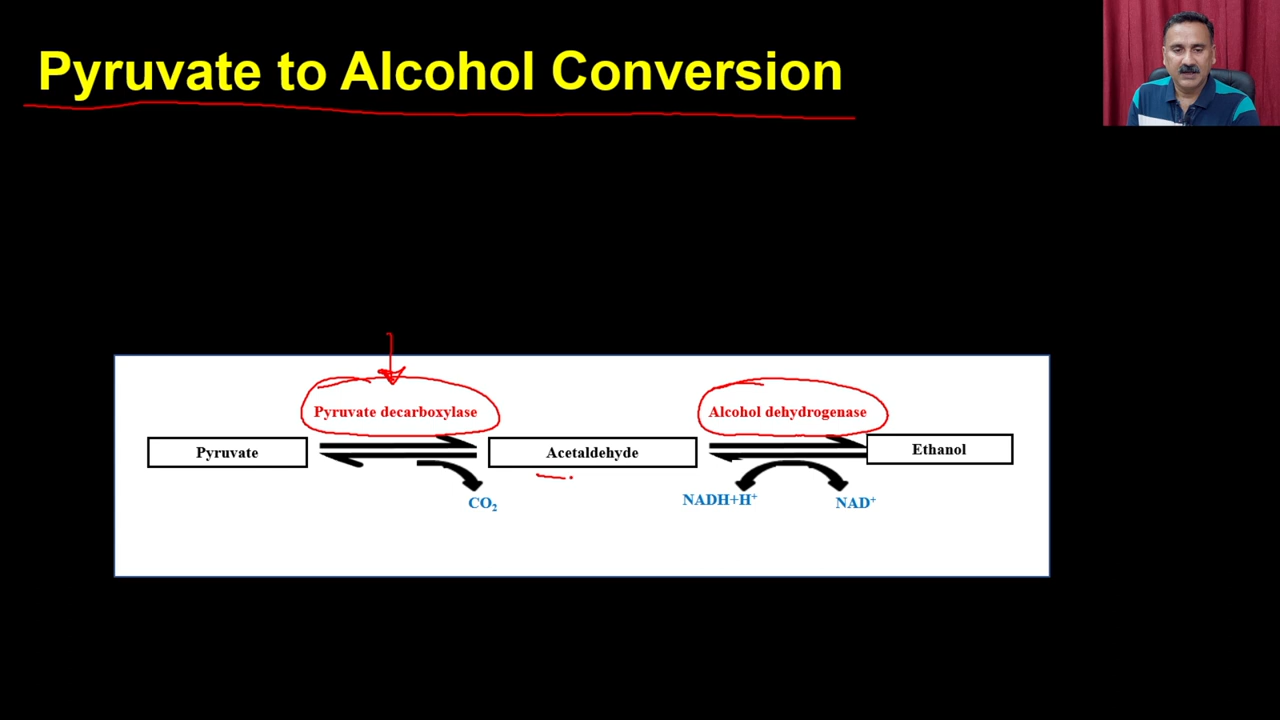 Pyruvate to Alcohol Conversion
Pyruvate decarboxylase
Alcohol dehydrogenase
Pyruvate
Acetaldehyde
Ethanol
CO₂
NADH+H⁺
NAD⁺